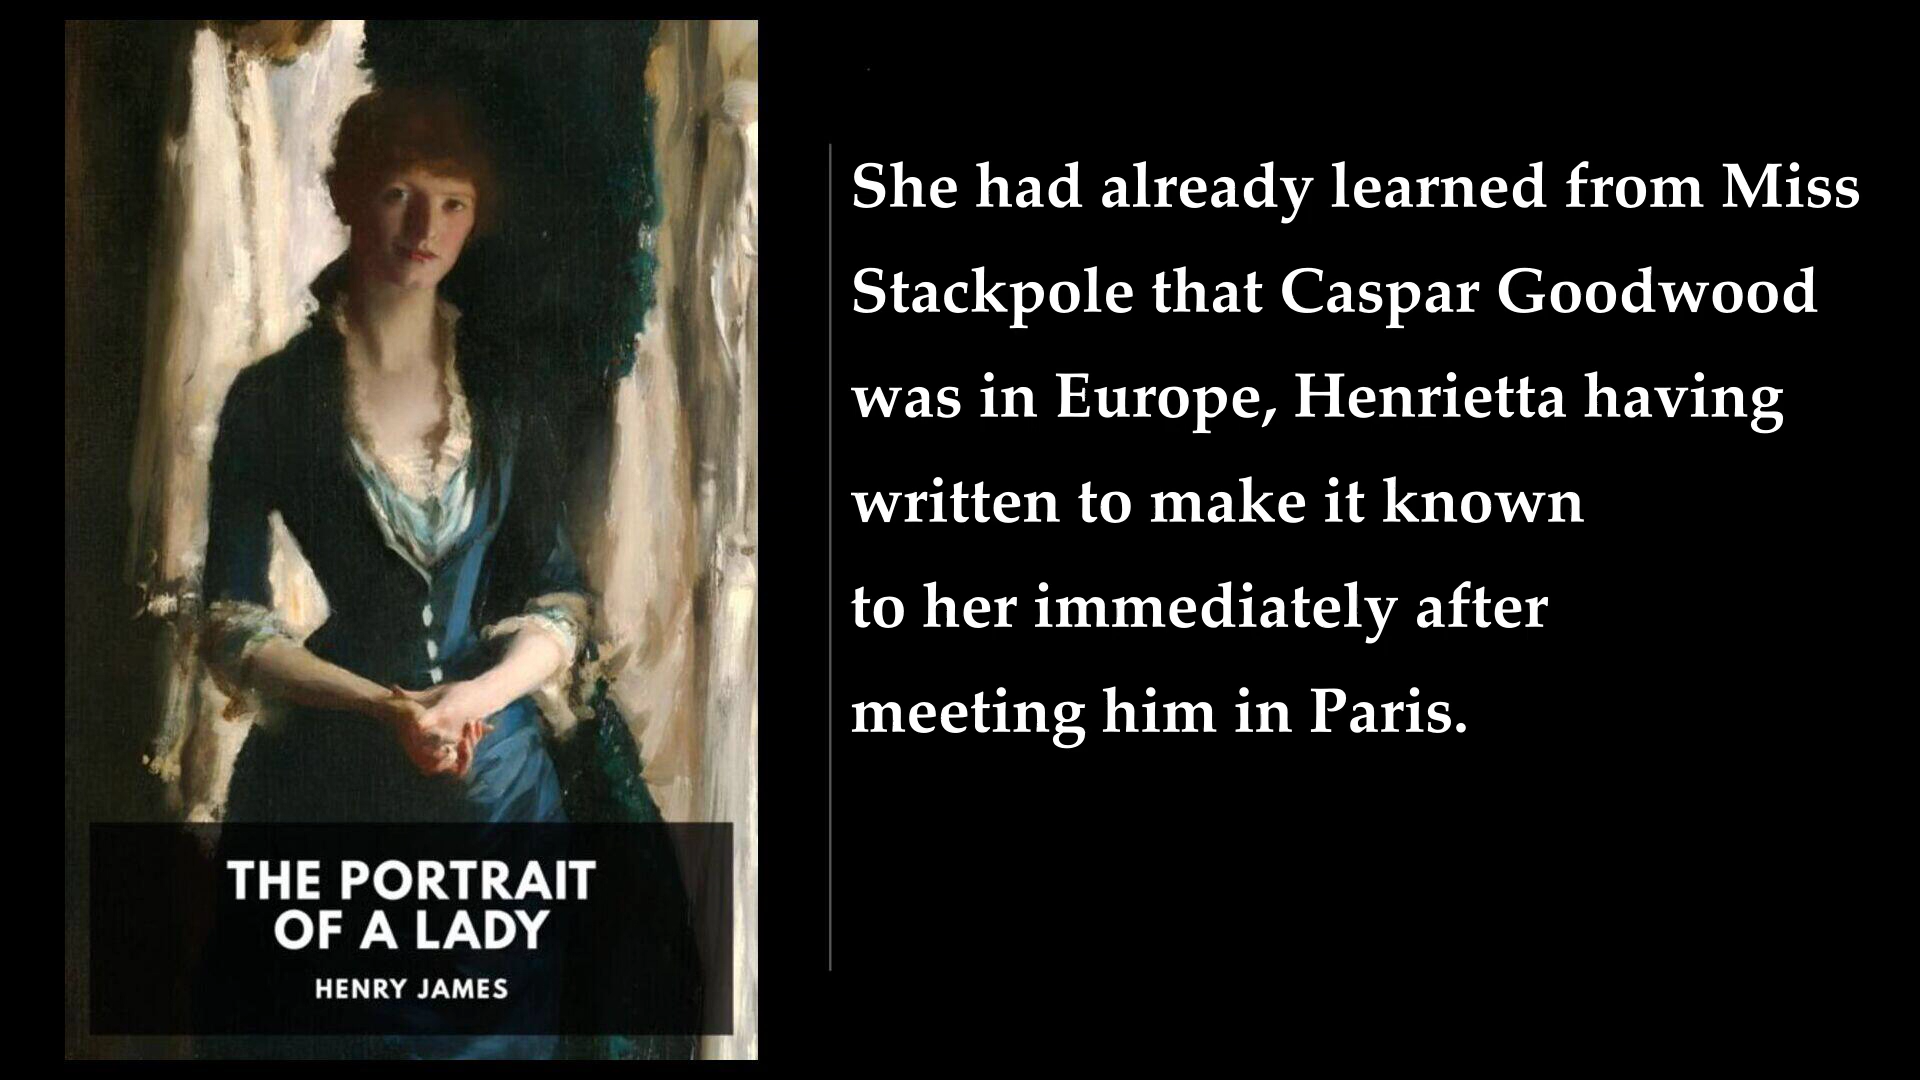 THE PORTRAIT
OF A LADY
HENRY JAMES
She had already learned from Miss
Stackpole that Caspar Goodwood
was in Europe, Henrietta having
written to make it known
to her immediately after
meeting him in Paris.